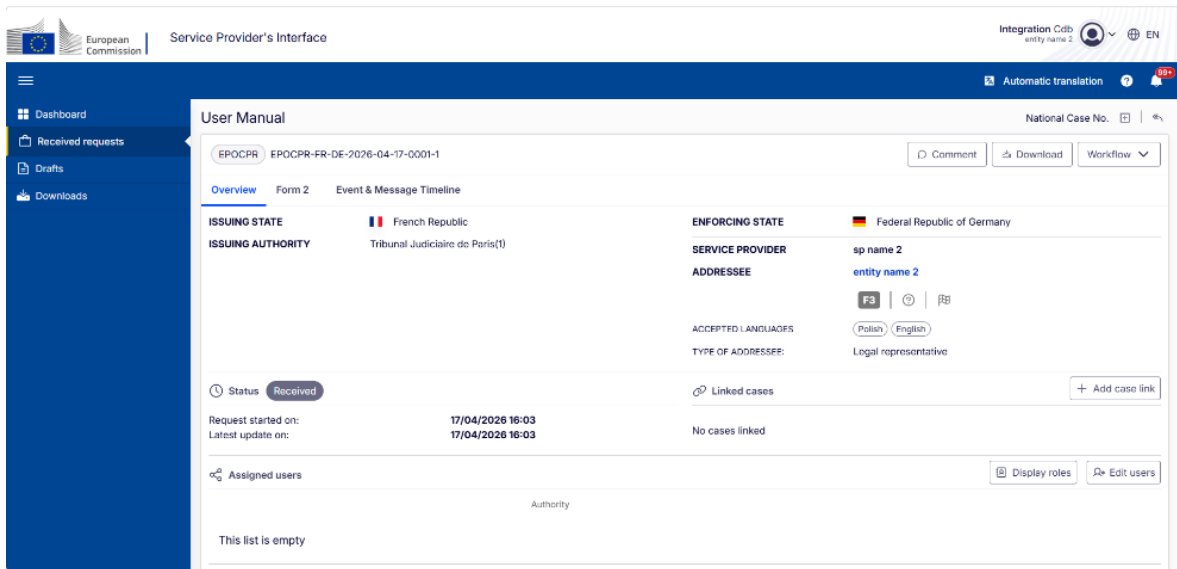 European
Commission
Service Provider's Interface
Integration Cdb
entity name 2
EN
Automatic translation
?
99+
Dashboard
Received requests
Drafts
Downloads
User Manual
National Case No.
EPOCPR EPOCPR-FR-DE-2026-04-17-0001-1
Comment
Download
Workflow
Overview Form 2 Event & Message Timeline
ISSUING STATE French Republic
ENFORCING STATE Federal Republic of Germany
ISSUING AUTHORITY Tribunal Judiciaire de Paris(1)
SERVICE PROVIDER sp name 2
ADDRESSEE entity name 2
F3 ?
ACCEPTED LANGUAGES Polish English
TYPE OF ADDRESSEE: Legal representative
Status Received
Linked cases
+ Add case link
Request started on: 17/04/2026 16:03
Latest update on: 17/04/2026 16:03
No cases linked
Assigned users
Display roles
Edit users
Authority
This list is empty